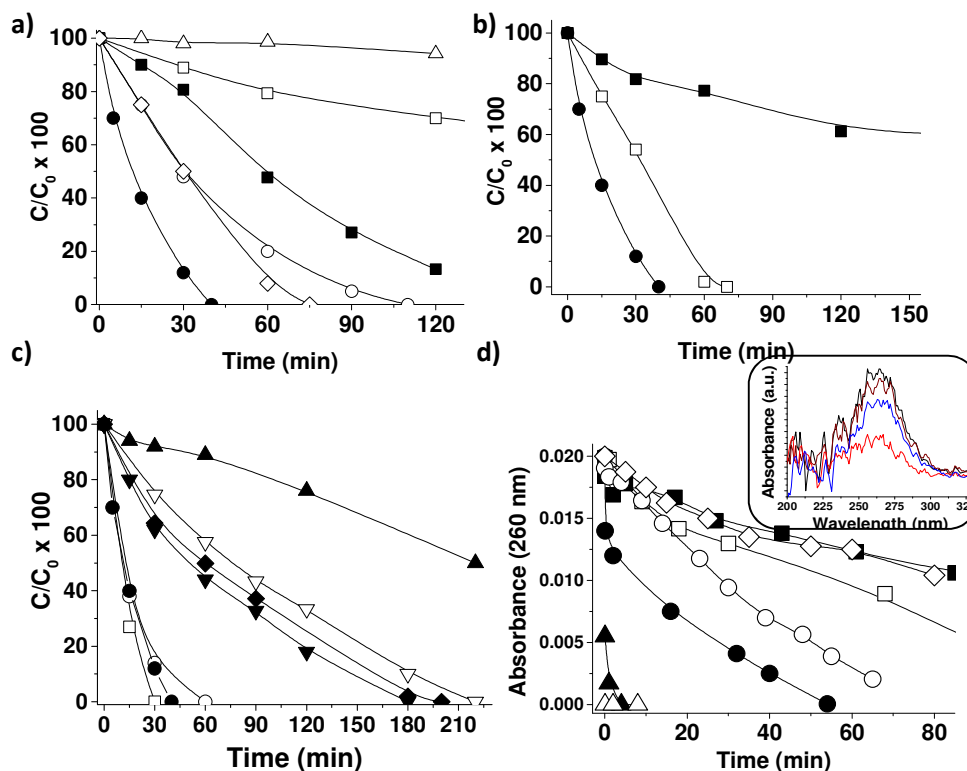 a)
C/C₀ x 100
100
80
60
40
20
0
0 30 60 90 120
Time (min)
b)
C/C₀ x 100
100
80
60
40
20
0
0 30 60 90 120 150
Time (min)
c)
C/C₀ x 100
100
80
60
40
20
0
0 30 60 90 120 150 180 210
Time (min)
d)
Absorbance (260 nm)
0.020
0.015
0.010
0.005
0.000
0 20 40 60 80
Time (min)
Absorbance (a.u.)
200 225 250 275 300
Wavelength (nm)